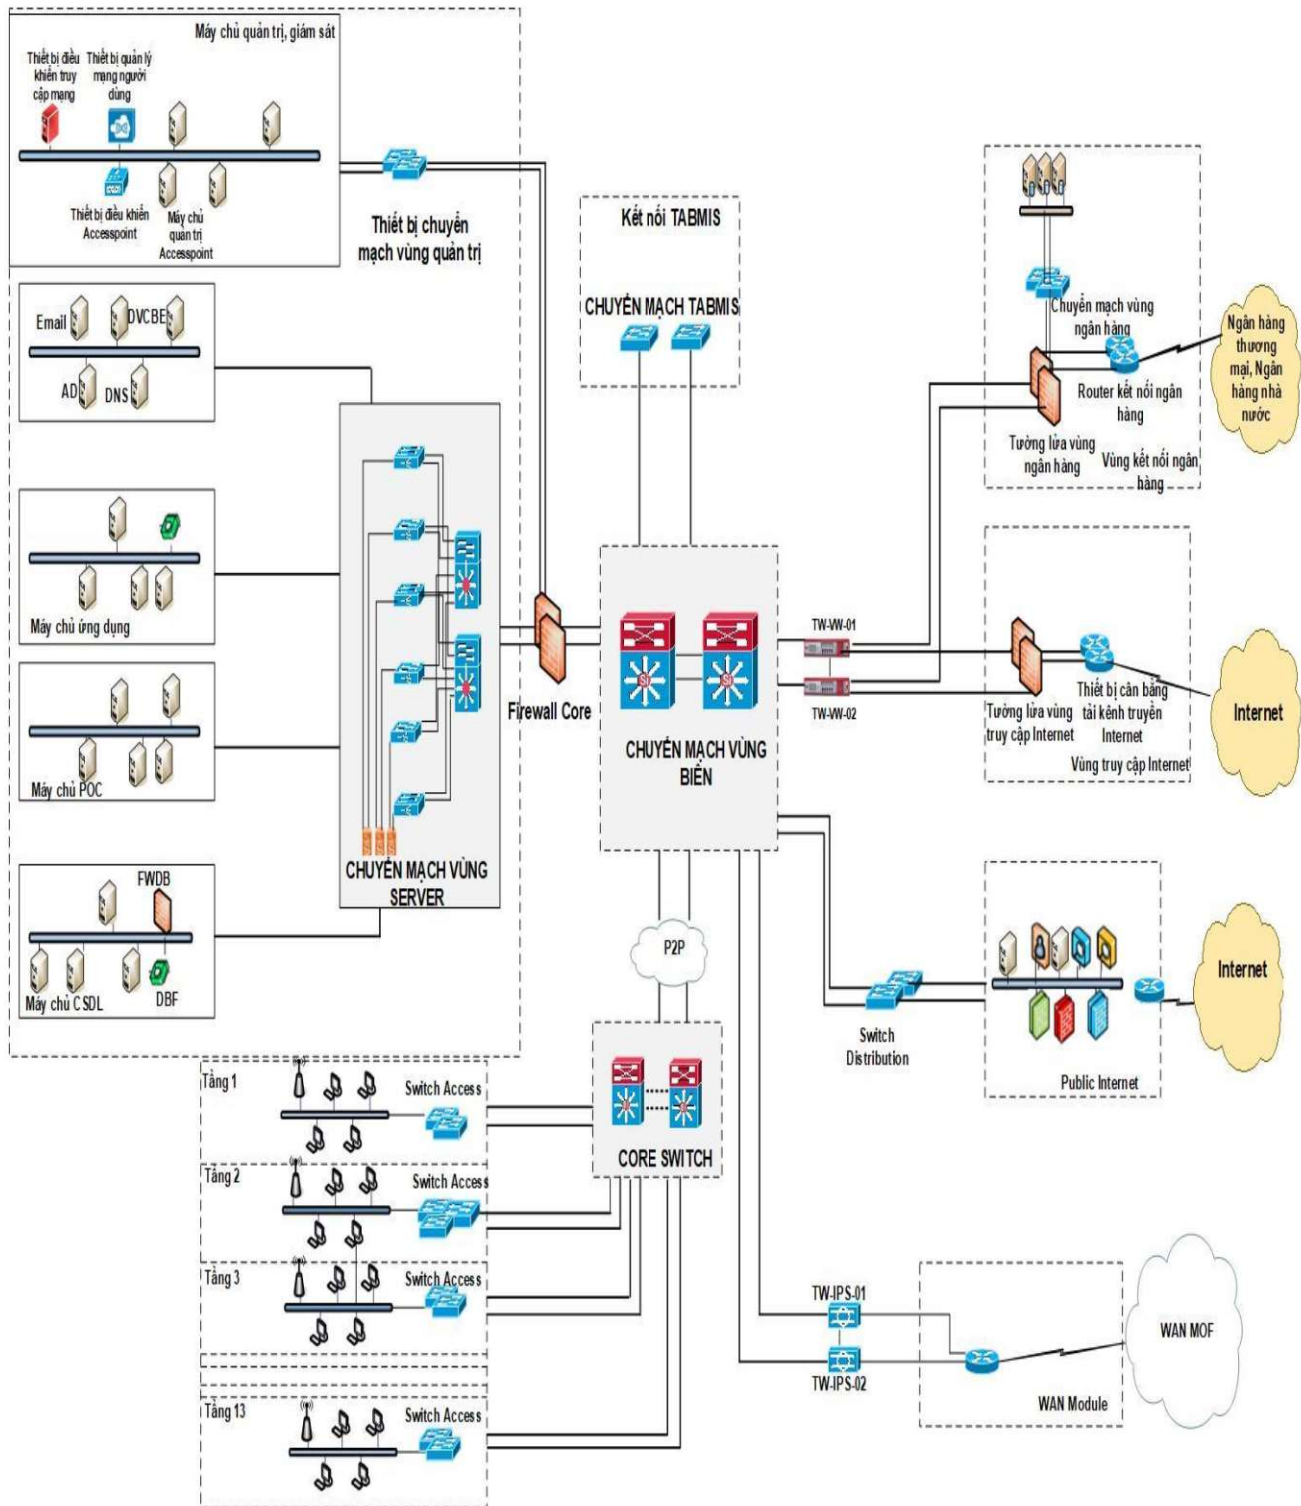 Máy chủ quản trị, giám sát
Thiết bị điều
khiển truy
cập mạng
Thiết bị quản lý
mạng người
dùng
Thiết bị điều khiển
Accesspoint
Máy chủ
quản trị
Accesspoint
Thiết bị chuyển
mạch vùng quản trị
Email
DVCBE
AD
DNS
Máy chủ ứng dụng
Máy chủ POC
FWDB
Máy chủ CSDL
DBF
CHUYỂN MẠCH VÙNG
SERVER
Firewall Core
Kết nối TABMIS
CHUYỂN MẠCH TABMIS
CHUYỂN MẠCH VÙNG
BIÊN
TW-VW-01
TW-VW-02
Chuyển mạch vùng
ngân hàng
Router kết nối ngân
hàng
Tường lửa vùng
ngân hàng
Vùng kết nối ngân
hàng
Ngân hàng
thương
mại, Ngân
hàng nhà
nước
Tường lửa vùng
truy cập Internet
Thiết bị cân bằng
tải kênh truyền
Internet
Vùng truy cập Internet
Internet
P2P
Switch
Distribution
Public Internet
Internet
CORE SWITCH
Tầng 1
Switch Access
Tầng 2
Switch Access
Tầng 3
Switch Access
Tầng 13
Switch Access
TW-IPS-01
TW-IPS-02
WAN Module
WAN MOF